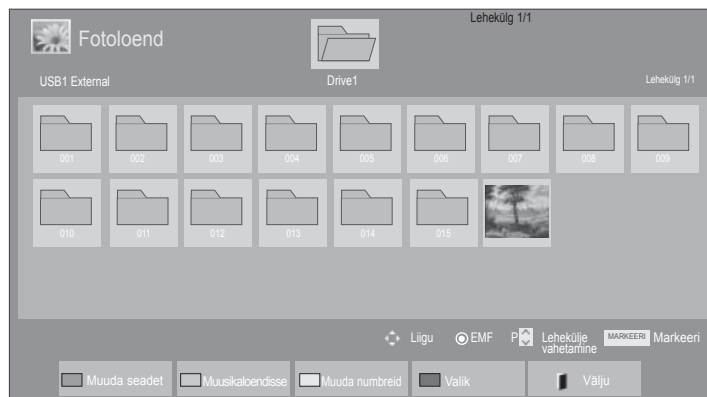 Lehekülg 1/1
Fotoloend
USB1 External
Drive1
Lehekülg 1/1
001 002 003 004 005 006 007 008 009
010 011 012 013 014 015
Liigu EMF P Lehekülje vahetamine MARKEERI Markeeri
Muuda seadet Muusikaloendisse Muuda numbreid Valik Välju